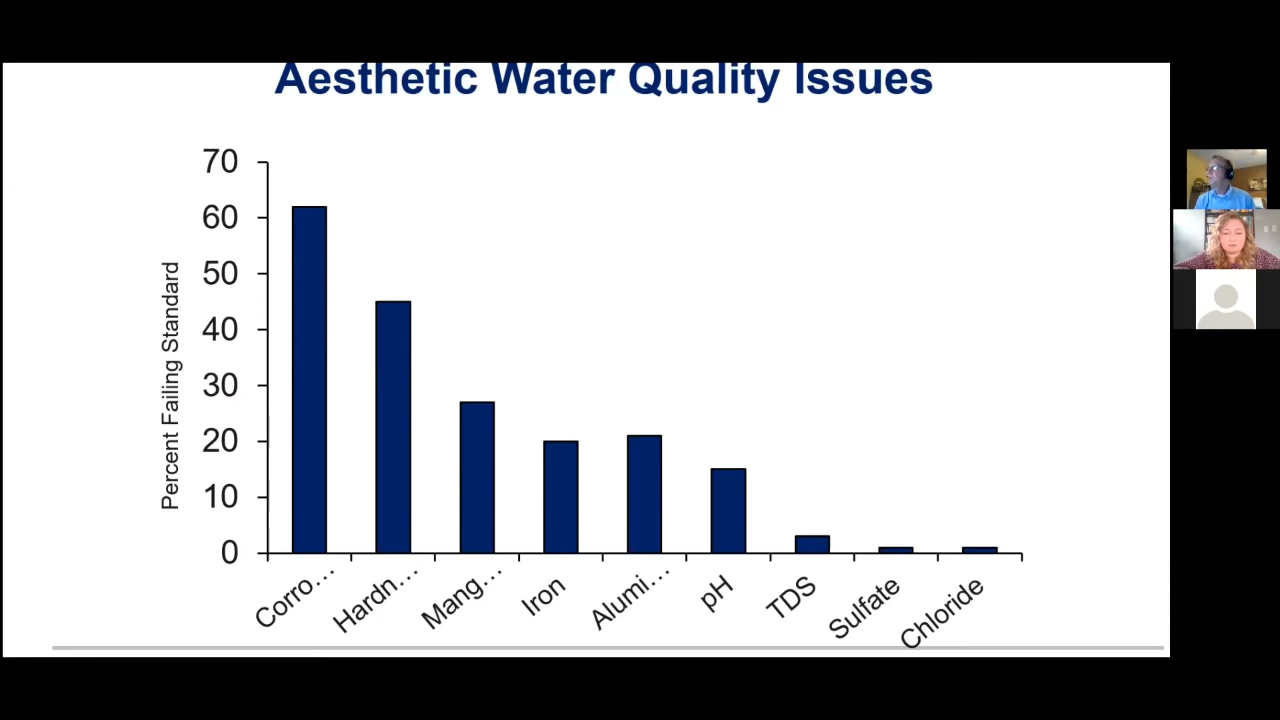 Aesthetic Water Quality Issues
Percent Failing Standard
70
60
50
40
30
20
10
0
Corro…
Hardn…
Mang…
Iron
Alumi…
pH
TDS
Sulfate
Chloride